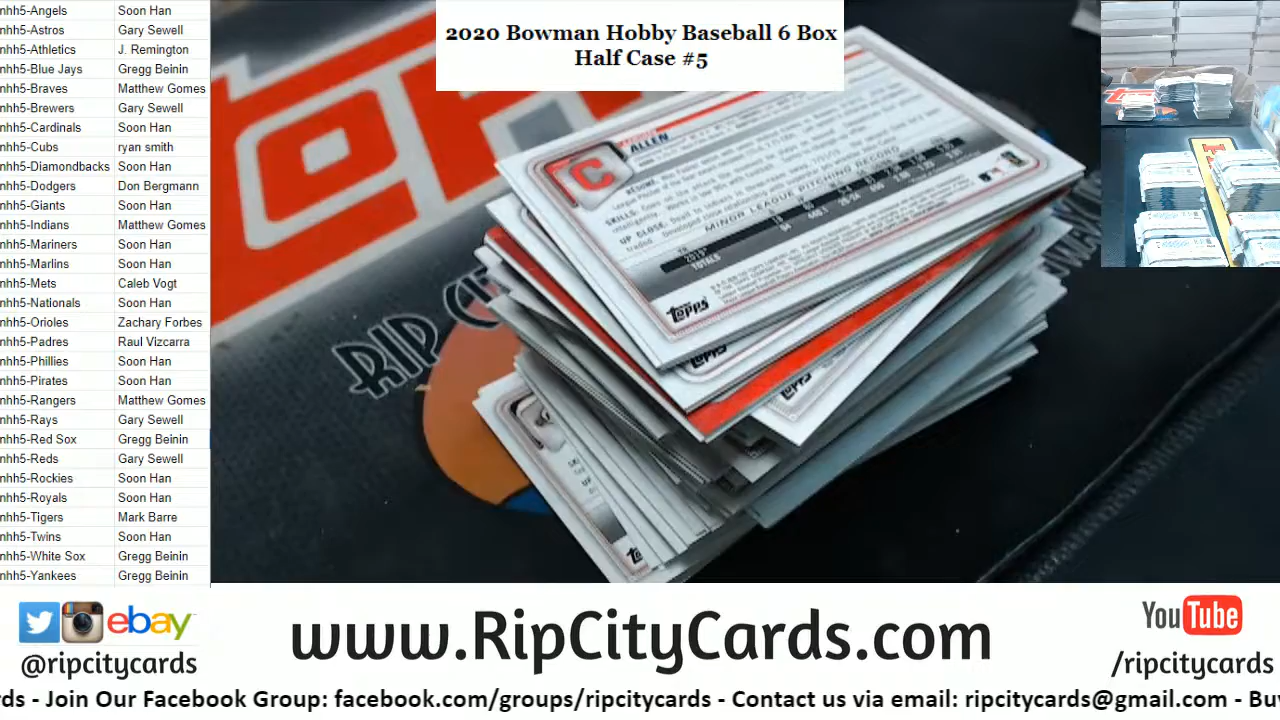 nhh5-Angels Soon Han
nhh5-Astros Gary Sewell
nhh5-Athletics J. Remington
nhh5-Blue Jays Gregg Beinin
nhh5-Braves Matthew Gomes
nhh5-Brewers Gary Sewell
nhh5-Cardinals Soon Han
nhh5-Cubs ryan smith
nhh5-Diamondbacks Soon Han
nhh5-Dodgers Don Bergmann
nhh5-Giants Soon Han
nhh5-Indians Matthew Gomes
nhh5-Mariners Soon Han
nhh5-Marlins Soon Han
nhh5-Mets Caleb Vogt
nhh5-Nationals Soon Han
nhh5-Orioles Zachary Forbes
nhh5-Padres Raul Vizcarra
nhh5-Phillies Soon Han
nhh5-Pirates Soon Han
nhh5-Rangers Matthew Gomes
nhh5-Rays Gary Sewell
nhh5-Red Sox Gregg Beinin
nhh5-Reds Gary Sewell
nhh5-Rockies Soon Han
nhh5-Royals Soon Han
nhh5-Tigers Mark Barre
nhh5-Twins Soon Han
nhh5-White Sox Gregg Beinin
nhh5-Yankees Gregg Beinin
2020 Bowman Hobby Baseball 6 Box
Half Case #5
ALLEN
C
SKILLS:
UP CLOSE:
MINOR LEAGUE PITCHING RECORD
TOTALS
topps
RIP
ebay
@ripcitycards
www.RipCityCards.com
YouTube
/ripcitycards
rds - Join Our Facebook Group: facebook.com/groups/ripcitycards - Contact us via email: ripcitycards@gmail.com - Bu